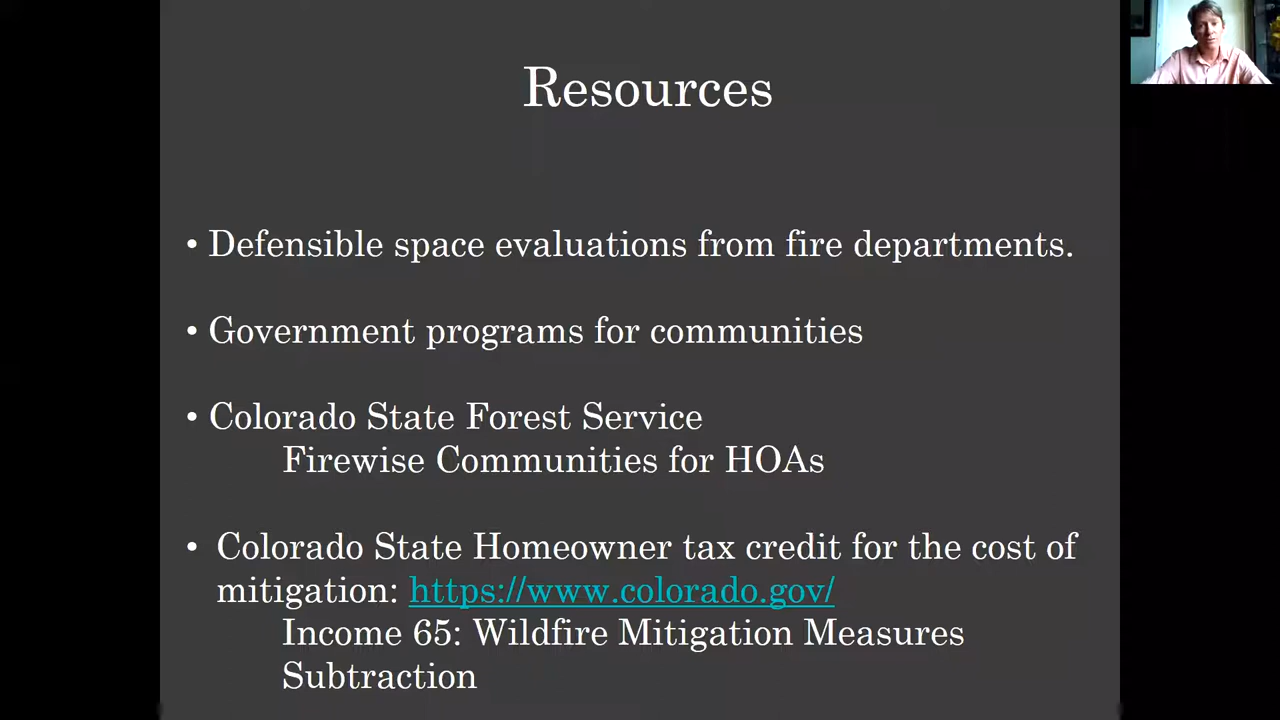 Resources
• Defensible space evaluations from fire departments.
• Government programs for communities
• Colorado State Forest Service
Firewise Communities for HOAs
• Colorado State Homeowner tax credit for the cost of
mitigation: https://www.colorado.gov/
Income 65: Wildfire Mitigation Measures
Subtraction